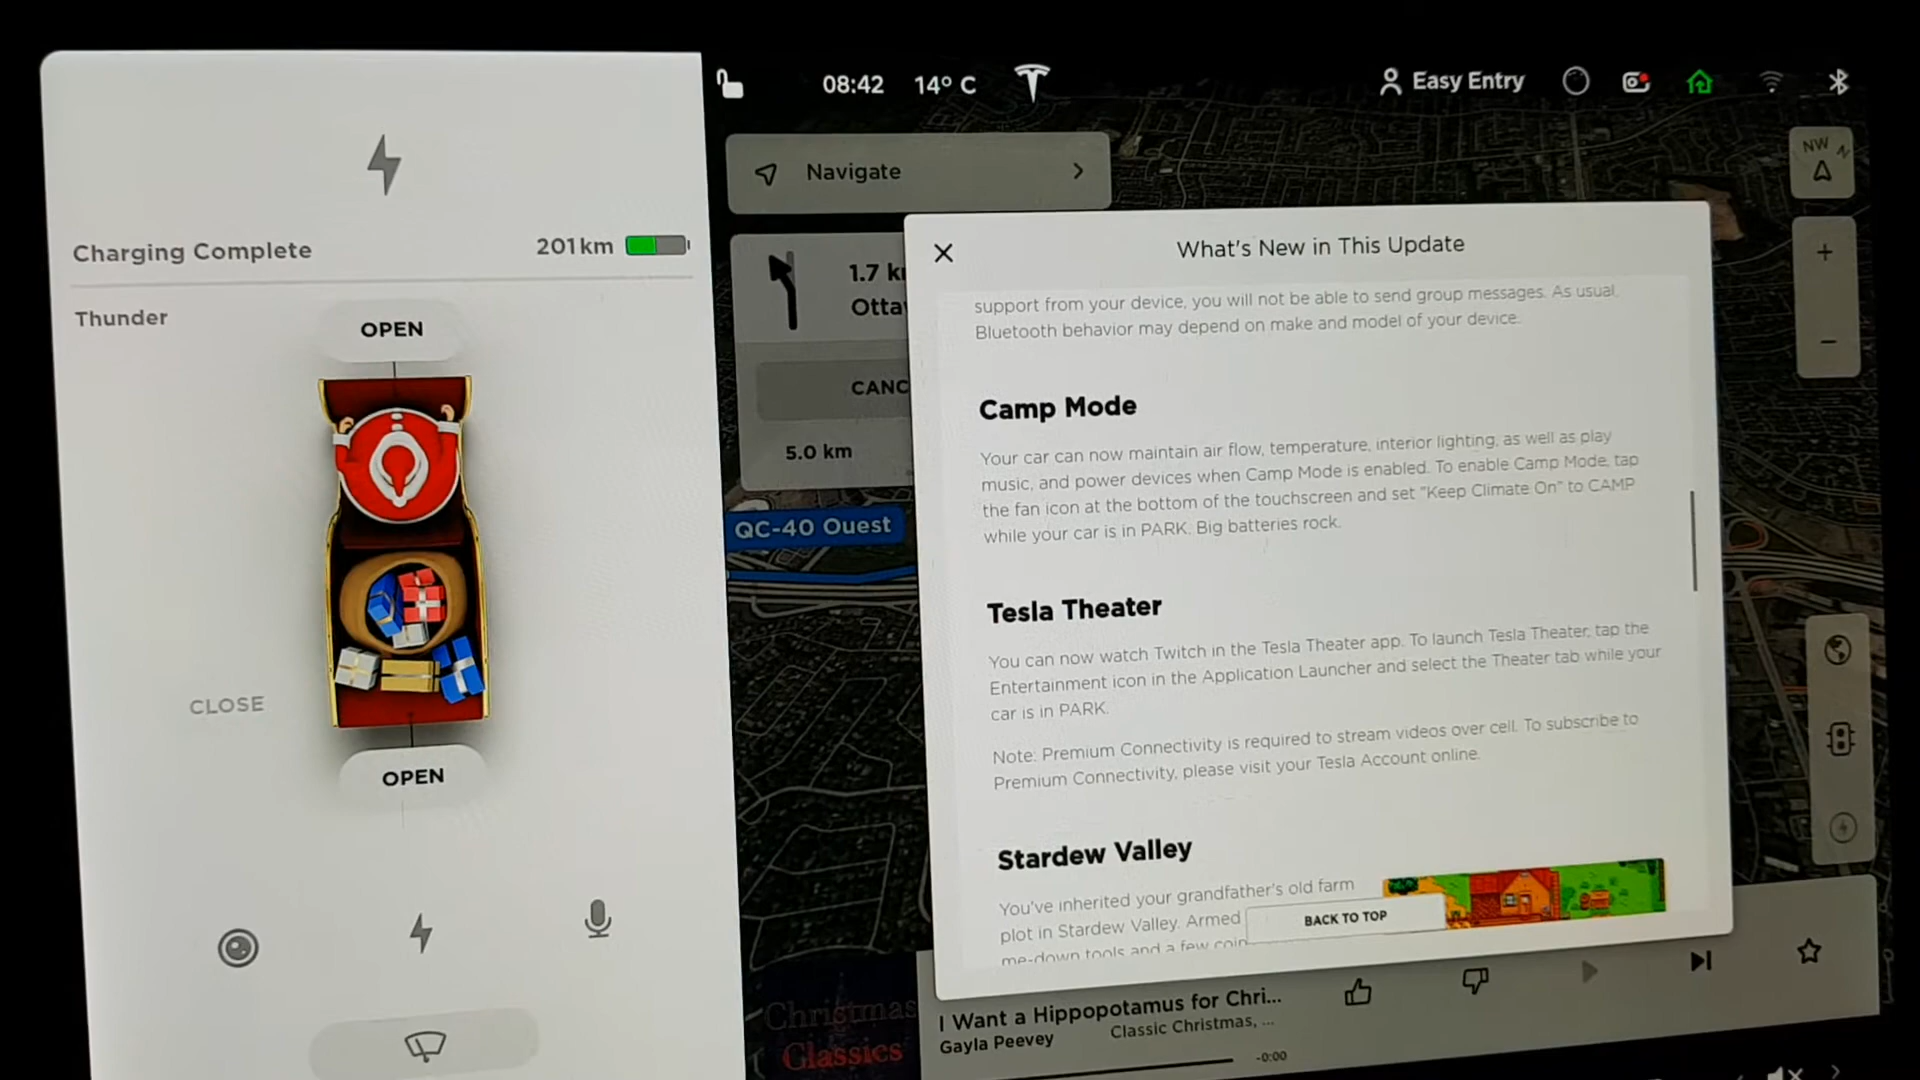 08:42
14° C
Easy Entry
Charging Complete
201 km
Thunder
OPEN
CLOSE
OPEN
Navigate
NW
N
1.7
CANC
5.0 km
QC-40 Ouest
What's New in This Update
support from your device, you will not be able to send group messages. As usual,
Bluetooth behavior may depend on make and model of your device.
Camp Mode
Your car can now maintain air flow, temperature, interior lighting, as well as play
music, and power devices when Camp Mode is enabled. To enable Camp Mode, tap
the fan icon at the bottom of the touchscreen and set "Keep Climate On" to CAMP
while your car is in PARK. Big batteries rock.
Tesla Theater
You can now watch Twitch in the Tesla Theater app. To launch Tesla Theater, tap the
Entertainment icon in the Application Launcher and select the Theater tab while your
car is in PARK.
Note: Premium Connectivity is required to stream videos over cell. To subscribe to
Premium Connectivity, please visit your Tesla Account online.
Stardew Valley
You've inherited your grandfather's old farm
plot in Stardew Valley. Armed
me-down tools and a few coin
BACK TO TOP
Christmas
Classics
I Want a Hippopotamus for Chri...
Gayla Peevey
Classic Christmas, ...
-0:00